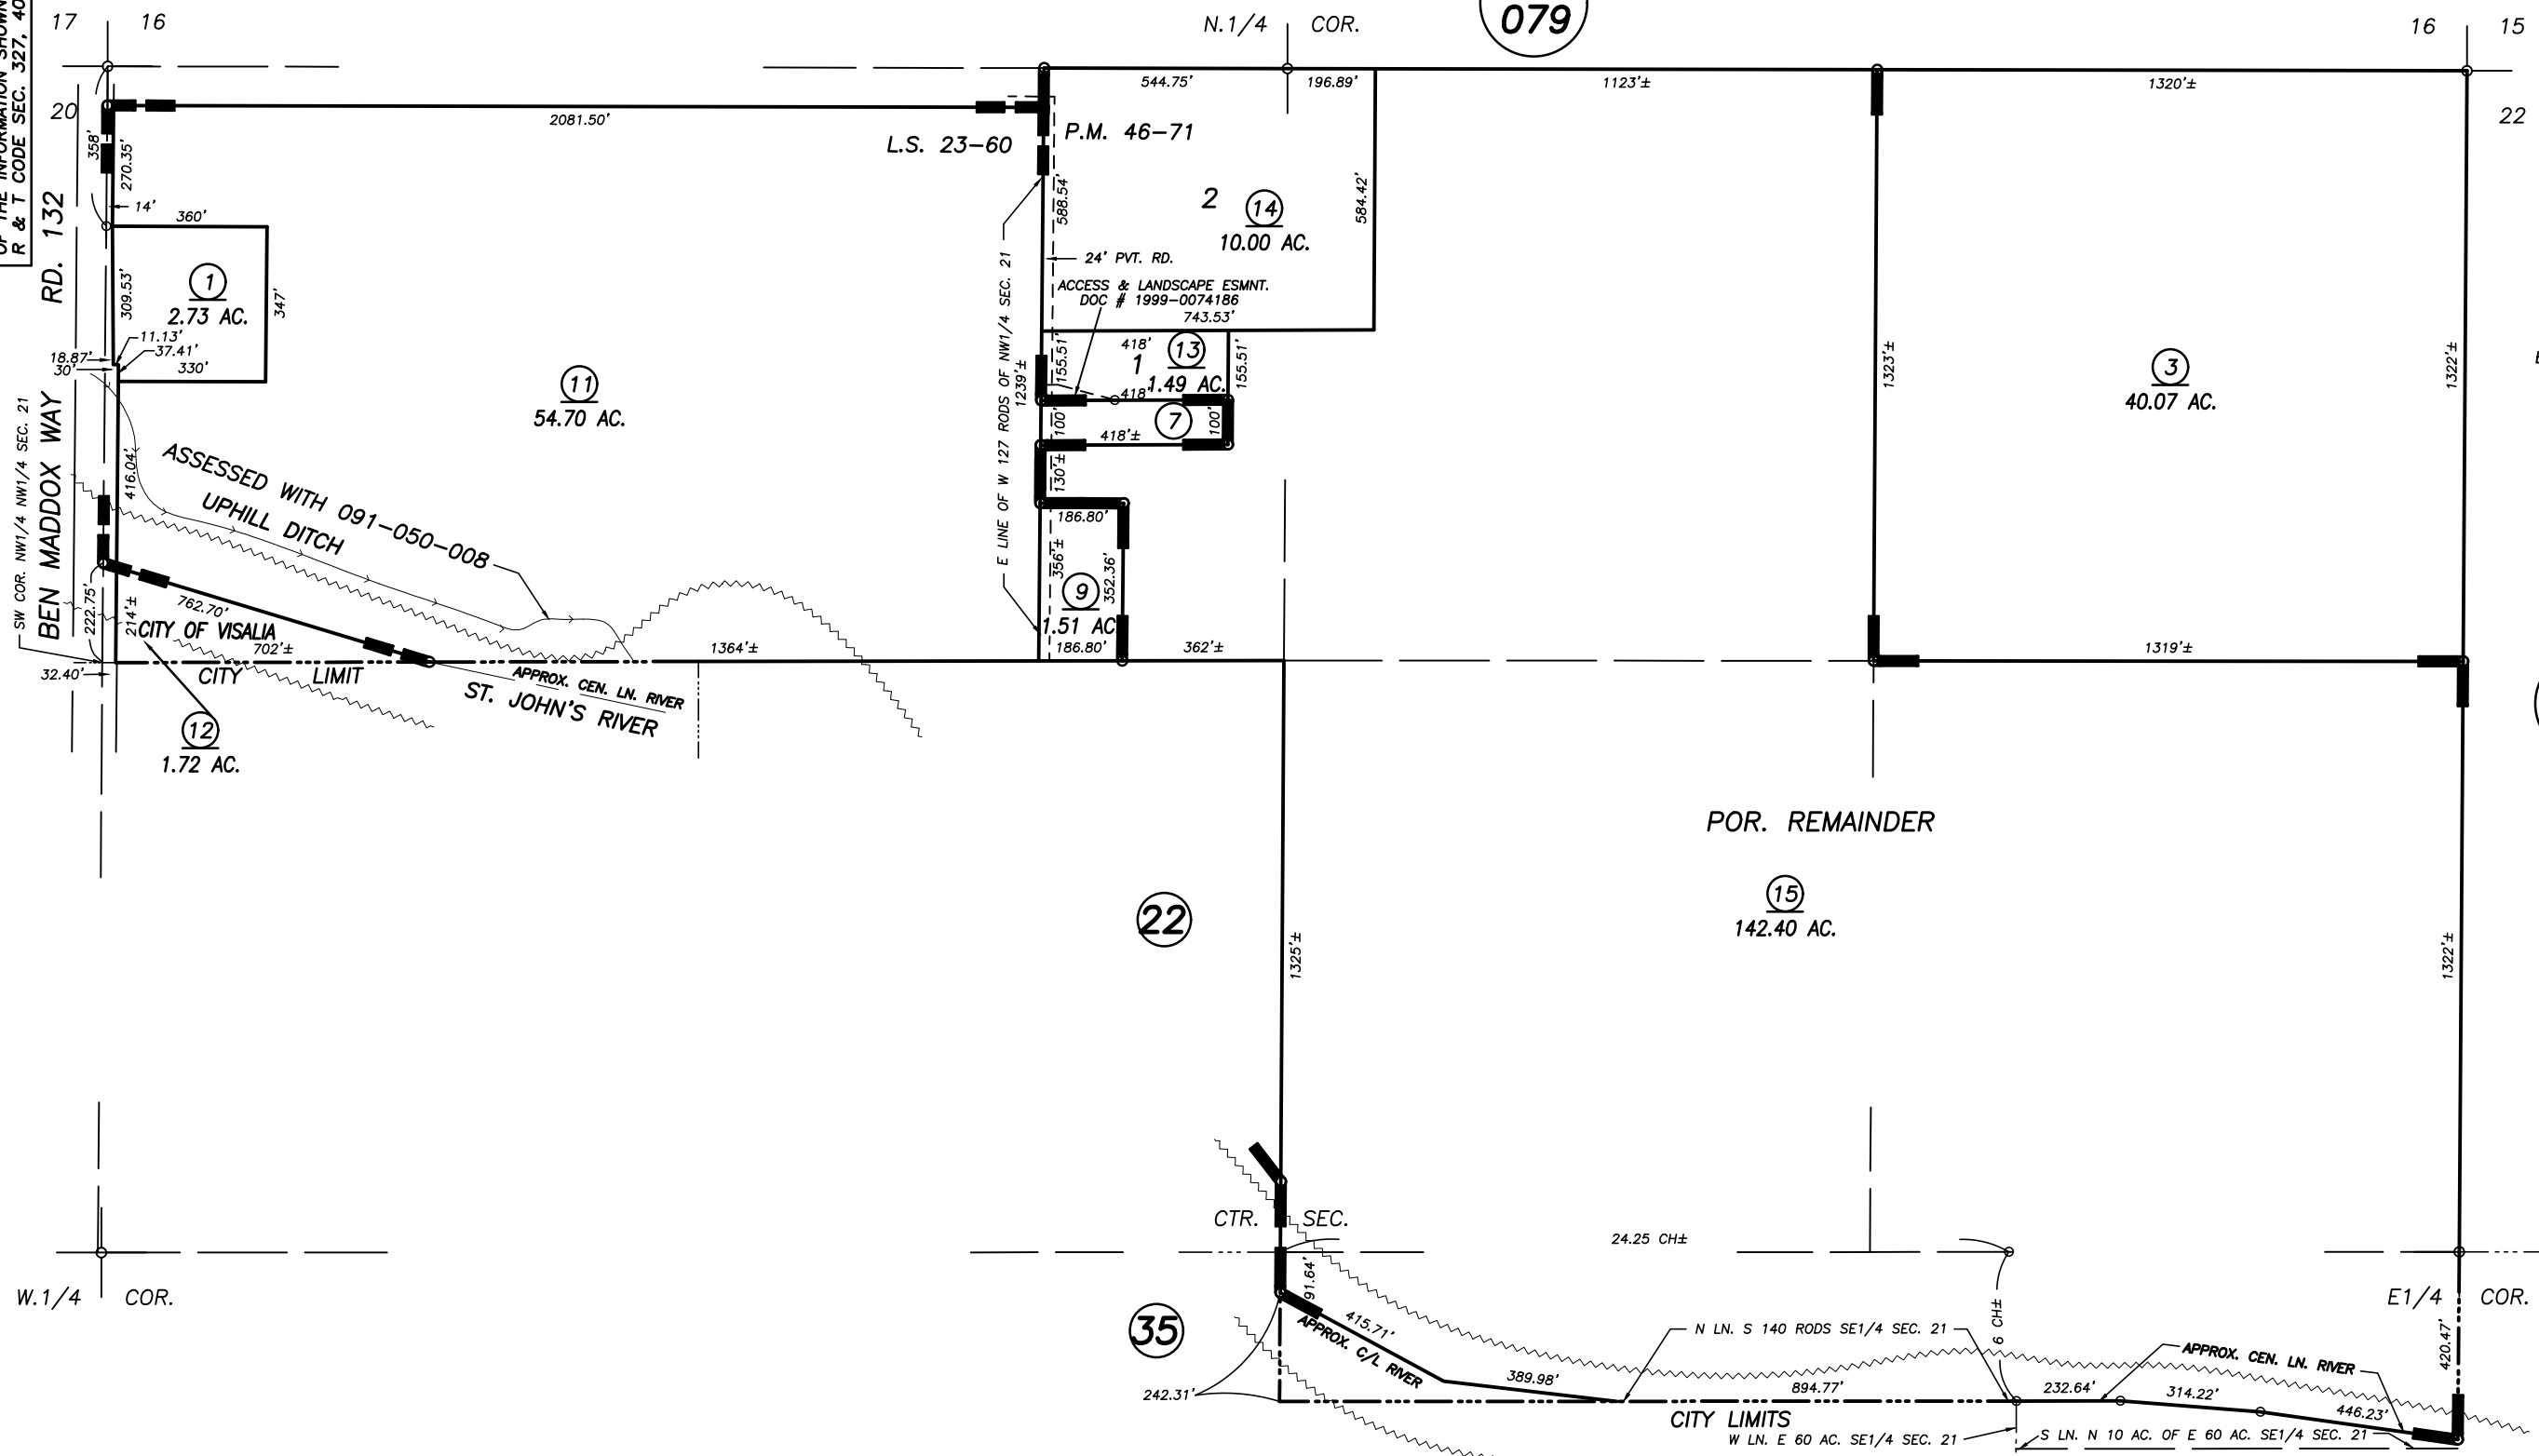 OF THE INFORMATION SHOWN
R & T CODE SEC. 327, 40
17 16
N.1/4 COR.
079
16 15
20
22
544.75'
196.89'
1123'±
1320'±
2081.50'
L.S. 23-60
P.M. 46-71
358'
270.35'
14'
360'
RD. 132
BEN MADDOX WAY
309.53'
1
2.73 AC.
347'
11.13'
37.41'
18.87'
30'
330'
SW COR. NW1/4 NW1/4 SEC. 21
11
54.70 AC.
416.04'
ASSESSED WITH 091-050-008
UPHILL DITCH
588.54'
2
14
10.00 AC.
584.42'
24' PVT. RD.
ACCESS & LANDSCAPE ESMNT.
DOC # 1999-0074186
743.53'
E LINE OF W 127 RODS OF NW1/4 SEC. 21
1239'±
155.51'
418'
1
13
1.49 AC.
155.51'
418'
100'
7
100'
418'±
130'±
186.80'
356'±
9
1.51 AC
352.36'
186.80'
362'±
1323'±
3
40.07 AC.
1322'±
1319'±
222.75'
214'±
762.70'
CITY OF VISALIA
702'±
1364'±
32.40'
CITY LIMIT
APPROX. CEN. LN. RIVER
ST. JOHN'S RIVER
12
1.72 AC.
POR. REMAINDER
15
142.40 AC.
22
1325'±
1322'±
CTR. SEC.
24.25 CH±
W.1/4 COR.
E1/4 COR.
91.64'
35
415.71'
APPROX. C/L RIVER
N LN. S 140 RODS SE1/4 SEC. 21
6 CH±
APPROX. CEN. LN. RIVER
420.47'
242.31'
389.98'
894.77'
232.64'
314.22'
446.23'
CITY LIMITS
W LN. E 60 AC. SE1/4 SEC. 21
S LN. N 10 AC. OF E 60 AC. SE1/4 SEC. 21